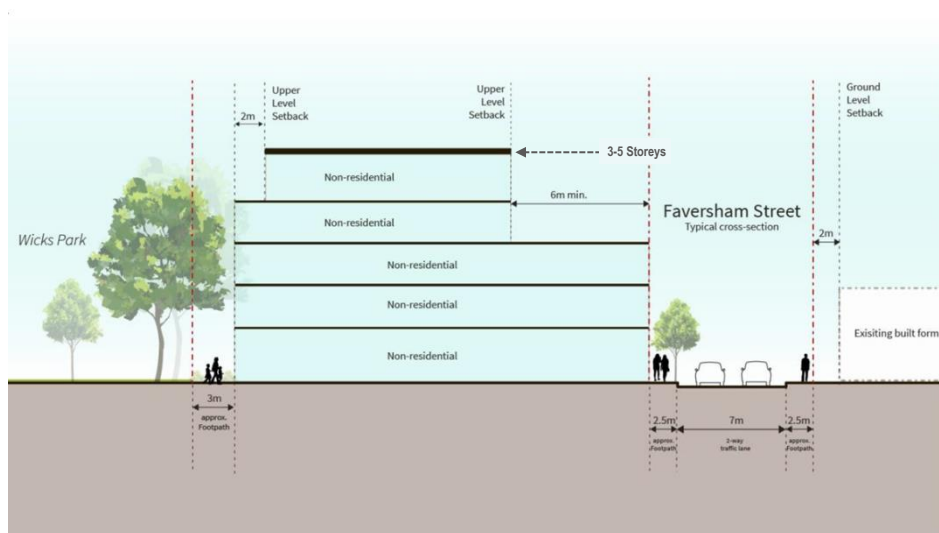 Upper
Level
Setback
Upper
Level
Setback
Ground
Level
Setback
2m
3-5 Storeys
Non-residential
6m min.
Non-residential
Faversham Street
Typical cross-section
Wicks Park
2m
Non-residential
Non-residential
Exisiting built form
Non-residential
3m
approx.
Footpath
2.5m
approx.
Footpath
7m
2-way
traffic lane
2.5m
approx.
Footpath